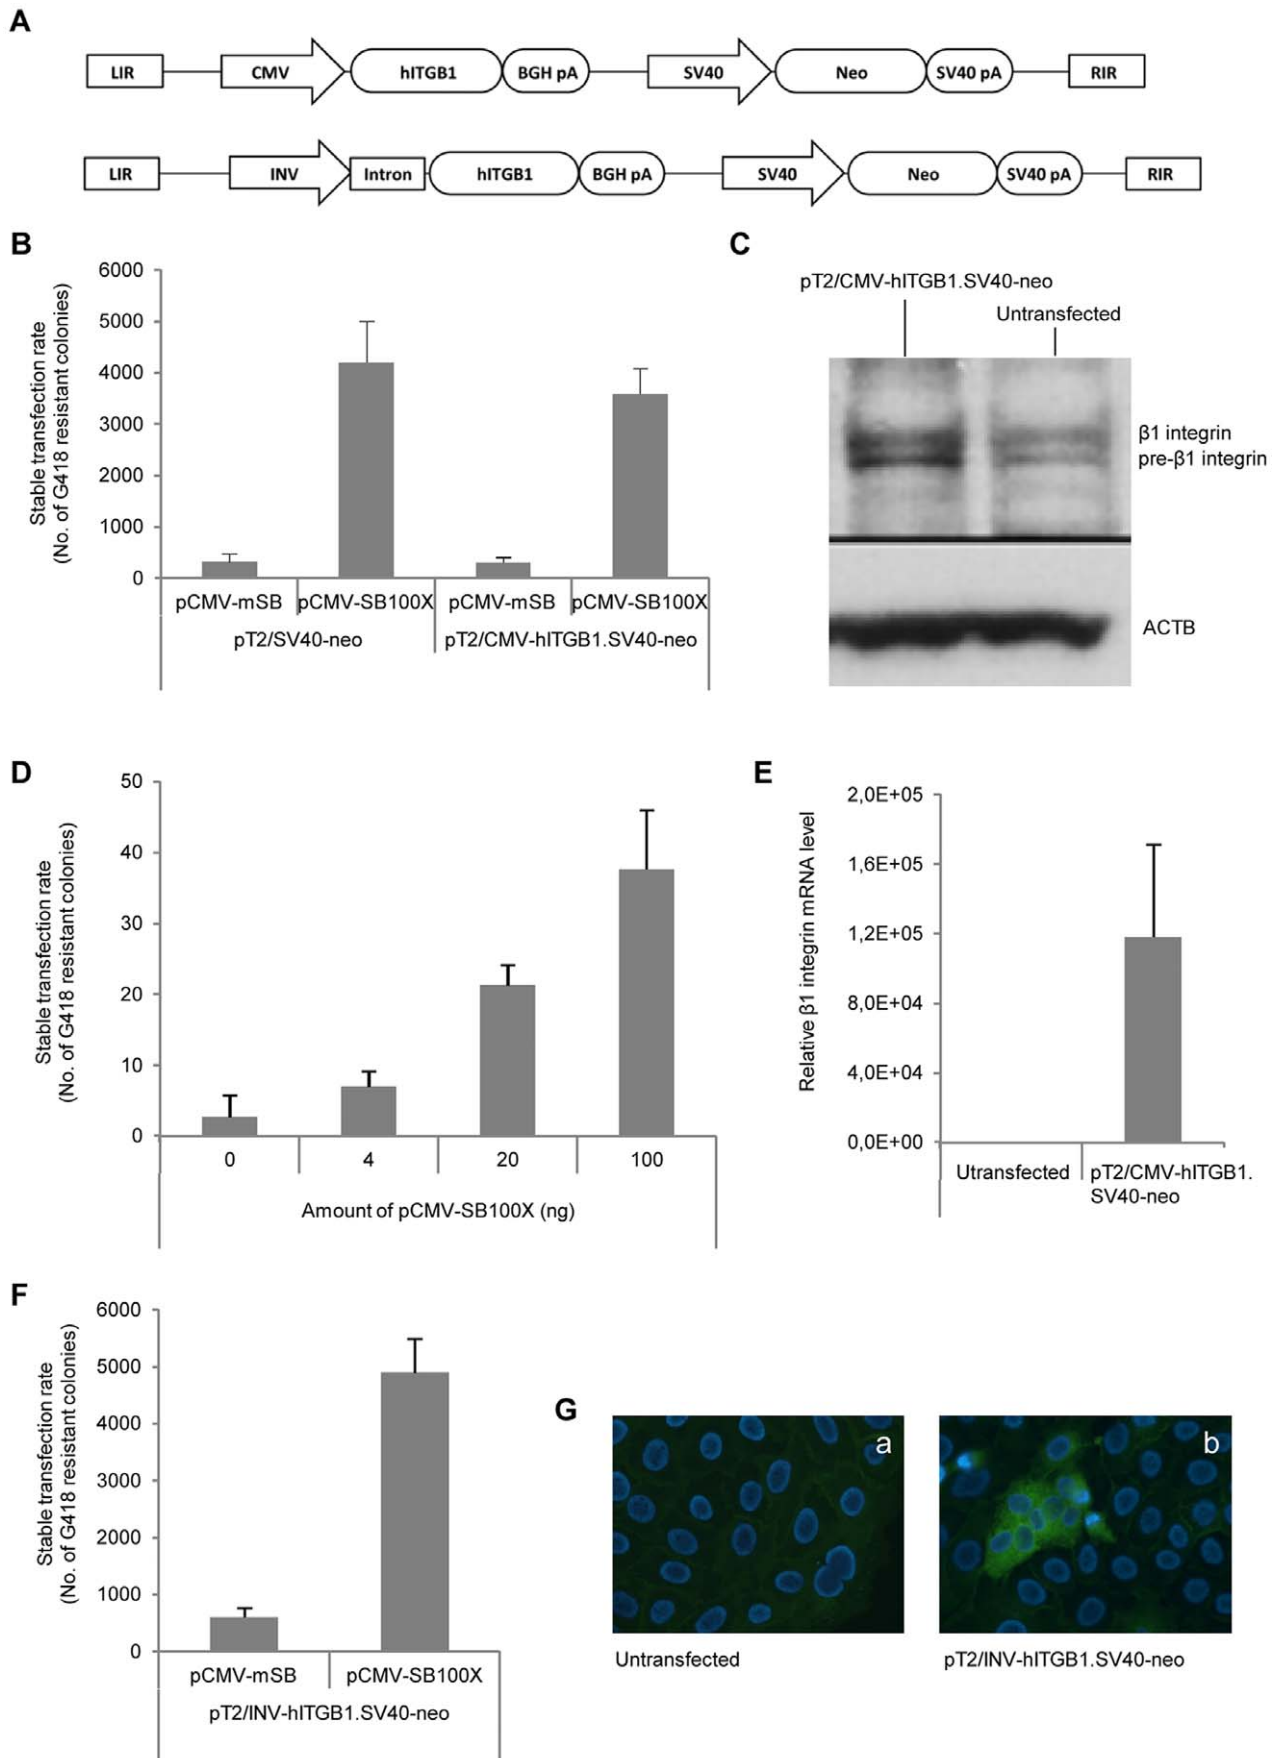 A
LIR CMV hITGB1 BGH pA SV40 Neo SV40 pA RIR
LIR INV Intron hITGB1 BGH pA SV40 Neo SV40 pA RIR
B
Stable transfection rate
(No. of G418 resistant colonies)
6000
5000
4000
3000
2000
1000
0
pCMV-mSB pCMV-SB100X pCMV-mSB pCMV-SB100X
pT2/SV40-neo pT2/CMV-hITGB1.SV40-neo
C
pT2/CMV-hITGB1.SV40-neo
Untransfected
β1 integrin
pre-β1 integrin
ACTB
D
Stable transfection rate
(No. of G418 resistant colonies)
50
40
30
20
10
0
0 4 20 100
Amount of pCMV-SB100X (ng)
E
Relative β1 integrin mRNA level
2,0E+05
1,6E+05
1,2E+05
8,0E+04
4,0E+04
0,0E+00
Utransfected pT2/CMV-hITGB1.
SV40-neo
F
Stable transfection rate
(No. of G418 resistant colonies)
6000
5000
4000
3000
2000
1000
0
pCMV-mSB pCMV-SB100X
pT2/INV-hITGB1.SV40-neo
G
a
b
Untransfected
pT2/INV-hITGB1.SV40-neo